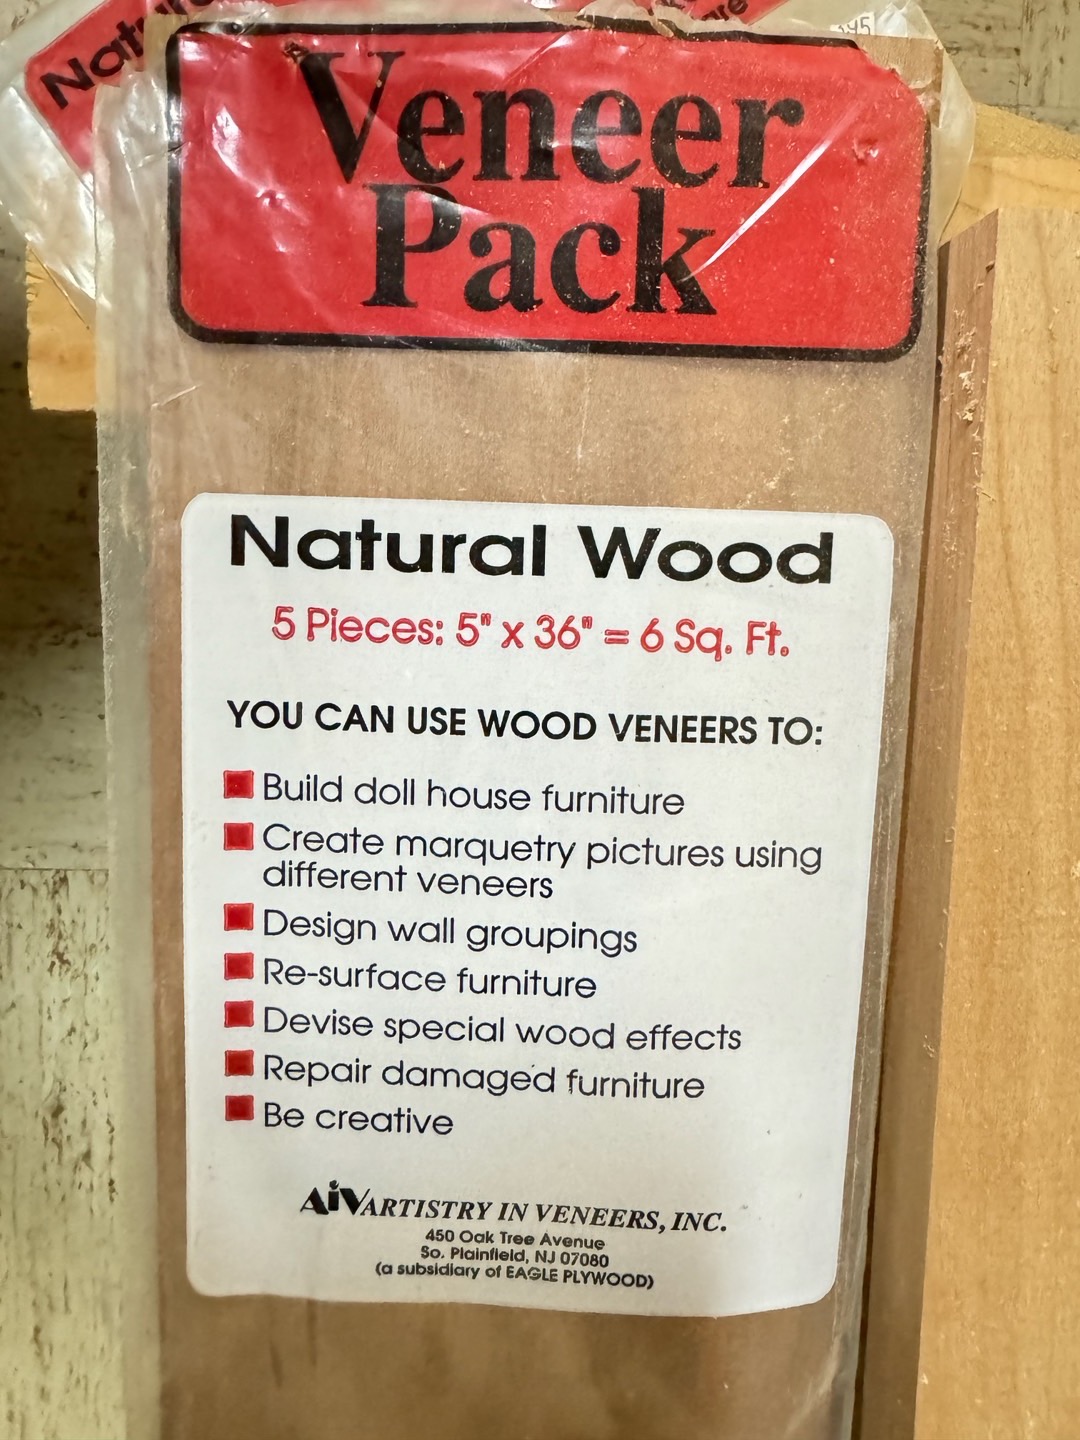 Veneer
Pack
Natural Wood
5 Pieces: 5" x 36" = 6 Sq. Ft.
YOU CAN USE WOOD VENEERS TO:
Build doll house furniture
Create marquetry pictures using
different veneers
Design wall groupings
Re-surface furniture
Devise special wood effects
Repair damaged furniture
Be creative
AiV ARTISTRY IN VENEERS, INC.
450 Oak Tree Avenue
So. Plainfield, NJ 07080
(a subsidiary of EAGLE PLYWOOD)